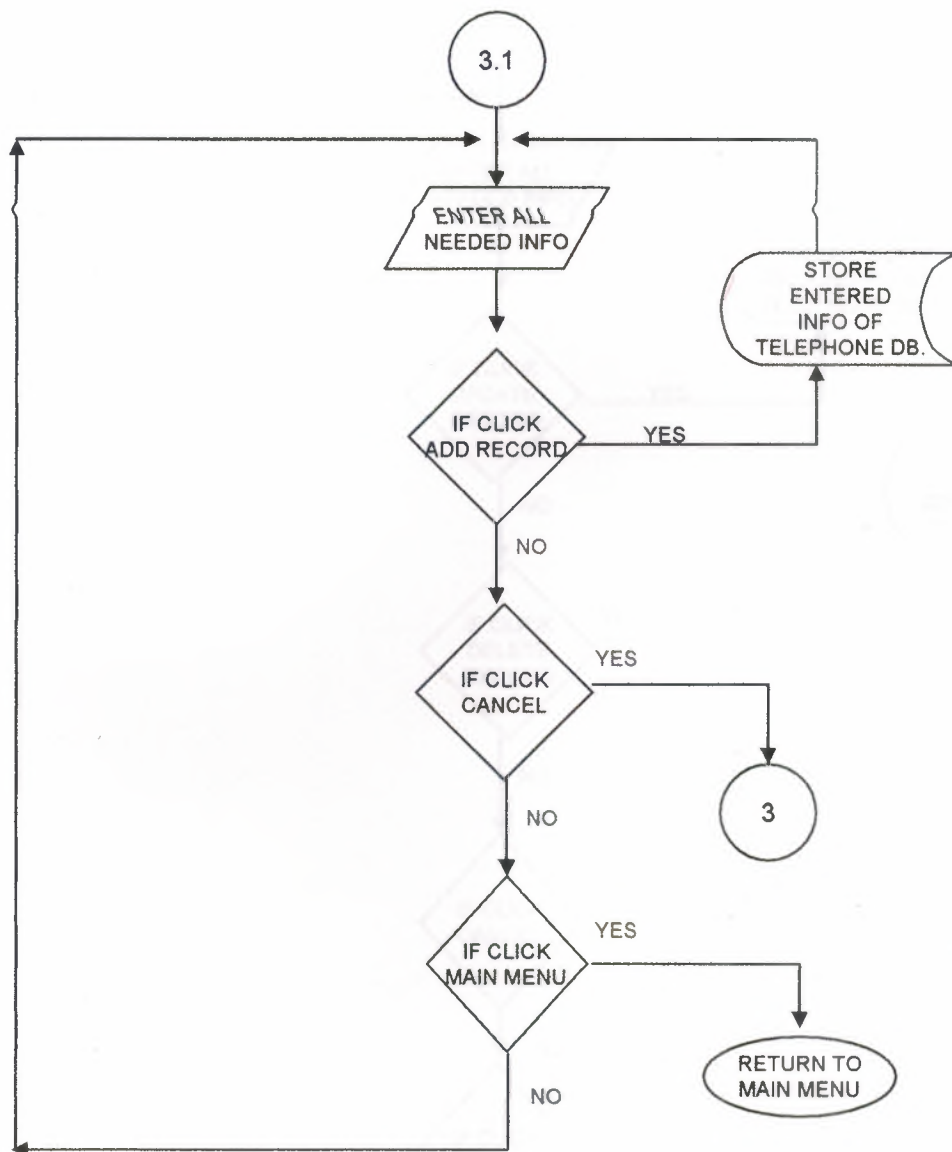 3.1
ENTER ALL
NEEDED INFO
STORE
ENTERED
INFO OF
TELEPHONE DB.
IF CLICK
ADD RECORD
YES
NO
IF CLICK
CANCEL
YES
3
NO
IF CLICK
MAIN MENU
YES
RETURN TO
MAIN MENU
NO